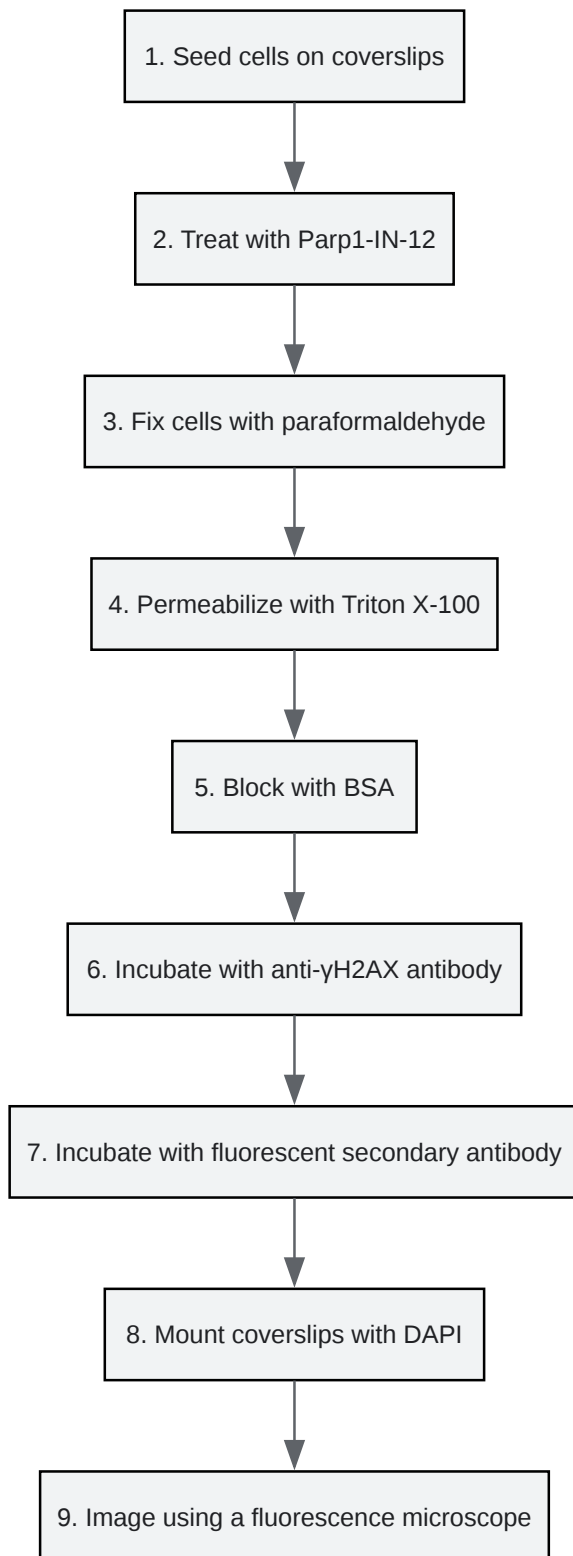 1. Seed cells on coverslips
2. Treat with Parp1-IN-12
3. Fix cells with paraformaldehyde
4. Permeabilize with Triton X-100
5. Block with BSA
6. Incubate with anti-γH2AX antibody
7. Incubate with fluorescent secondary antibody
8. Mount coverslips with DAPI
9. Image using a fluorescence microscope